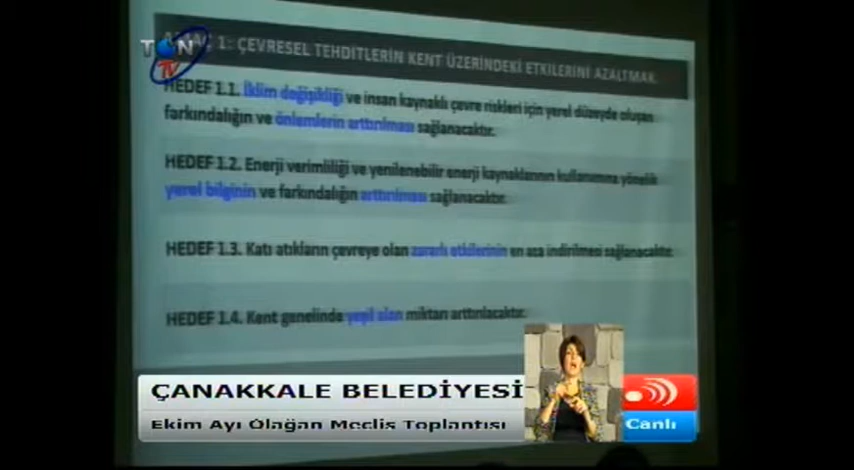 TON TV
AMAÇ 1: ÇEVRESEL TEHDİTLERİN KENT ÜZERİNDEKİ ETKİLERİNİ AZALTMAK
HEDEF 1.1. İklim değişikliği ve insan kaynaklı çevre riskleri için yerel düzeyde oluşan
farkındalığın ve önlemlerin arttırılması sağlanacaktır.
HEDEF 1.2. Enerji verimliliği ve yenilenebilir enerji kaynaklarının kullanımına yönelik
yerel bilginin ve farkındalığın arttırılması sağlanacaktır.
HEDEF 1.3. Katı atıkların çevreye olan zararlı etkilerinin en aza indirilmesi sağlanacaktır.
HEDEF 1.4. Kent genelinde yeşil alan miktarı arttırılacaktır.
ÇANAKKALE BELEDİYESİ
Ekim Ayı Olağan Meclis Toplantısı
Canlı